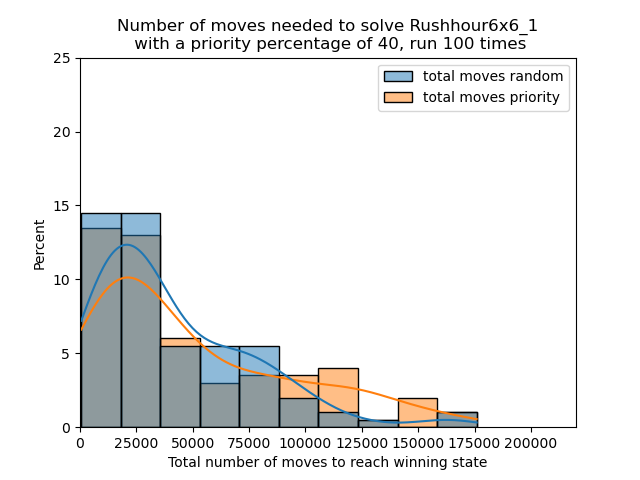 Number of moves needed to solve Rushhour6x6_1
with a priority percentage of 40, run 100 times
total moves random
total moves priority
Percent
25
20
15
10
5
0
0 25000 50000 75000 100000 125000 150000 175000 200000
Total number of moves to reach winning state